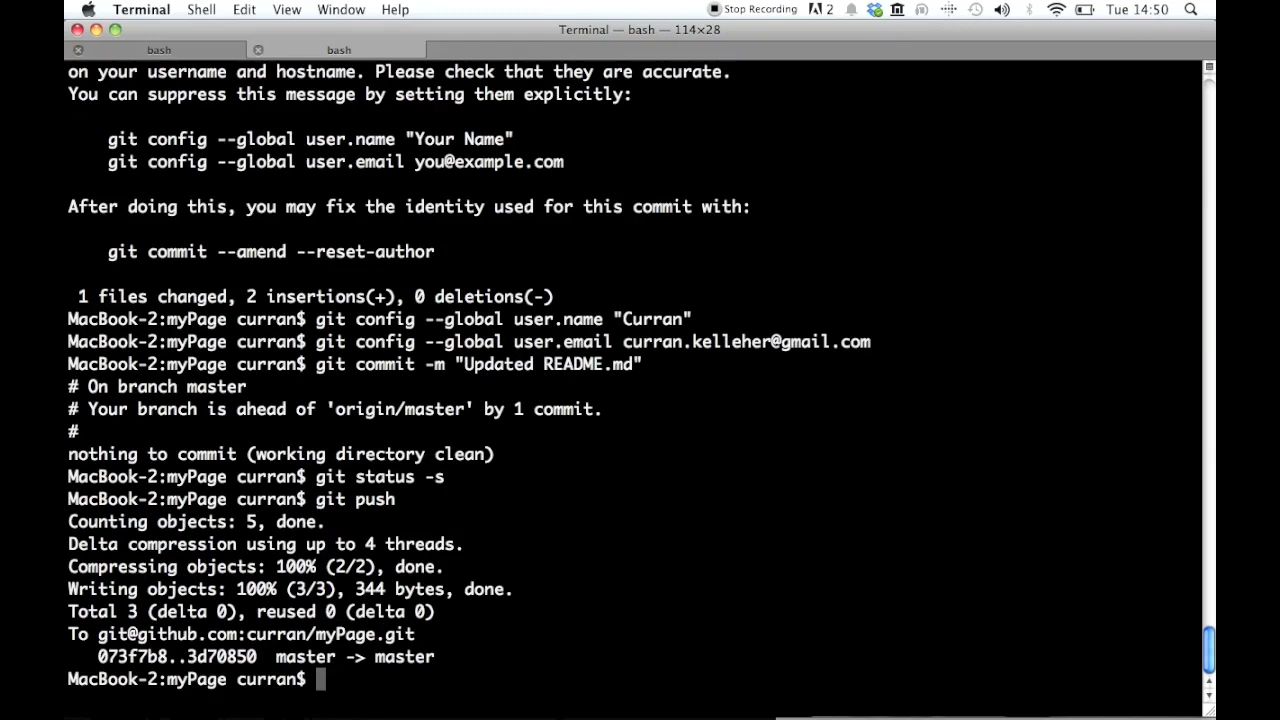 Terminal Shell Edit View Window Help Stop Recording 2 Tue 14:50
Terminal — bash — 114×28
bash bash
on your username and hostname. Please check that they are accurate.
You can suppress this message by setting them explicitly:
git config --global user.name "Your Name"
git config --global user.email you@example.com
After doing this, you may fix the identity used for this commit with:
git commit --amend --reset-author
1 files changed, 2 insertions(+), 0 deletions(-)
MacBook-2:myPage curran$ git config --global user.name "Curran"
MacBook-2:myPage curran$ git config --global user.email curran.kelleher@gmail.com
MacBook-2:myPage curran$ git commit -m "Updated README.md"
# On branch master
# Your branch is ahead of 'origin/master' by 1 commit.
#
nothing to commit (working directory clean)
MacBook-2:myPage curran$ git status -s
MacBook-2:myPage curran$ git push
Counting objects: 5, done.
Delta compression using up to 4 threads.
Compressing objects: 100% (2/2), done.
Writing objects: 100% (3/3), 344 bytes, done.
Total 3 (delta 0), reused 0 (delta 0)
To git@github.com:curran/myPage.git
073f7b8..3d70850 master -> master
MacBook-2:myPage curran$